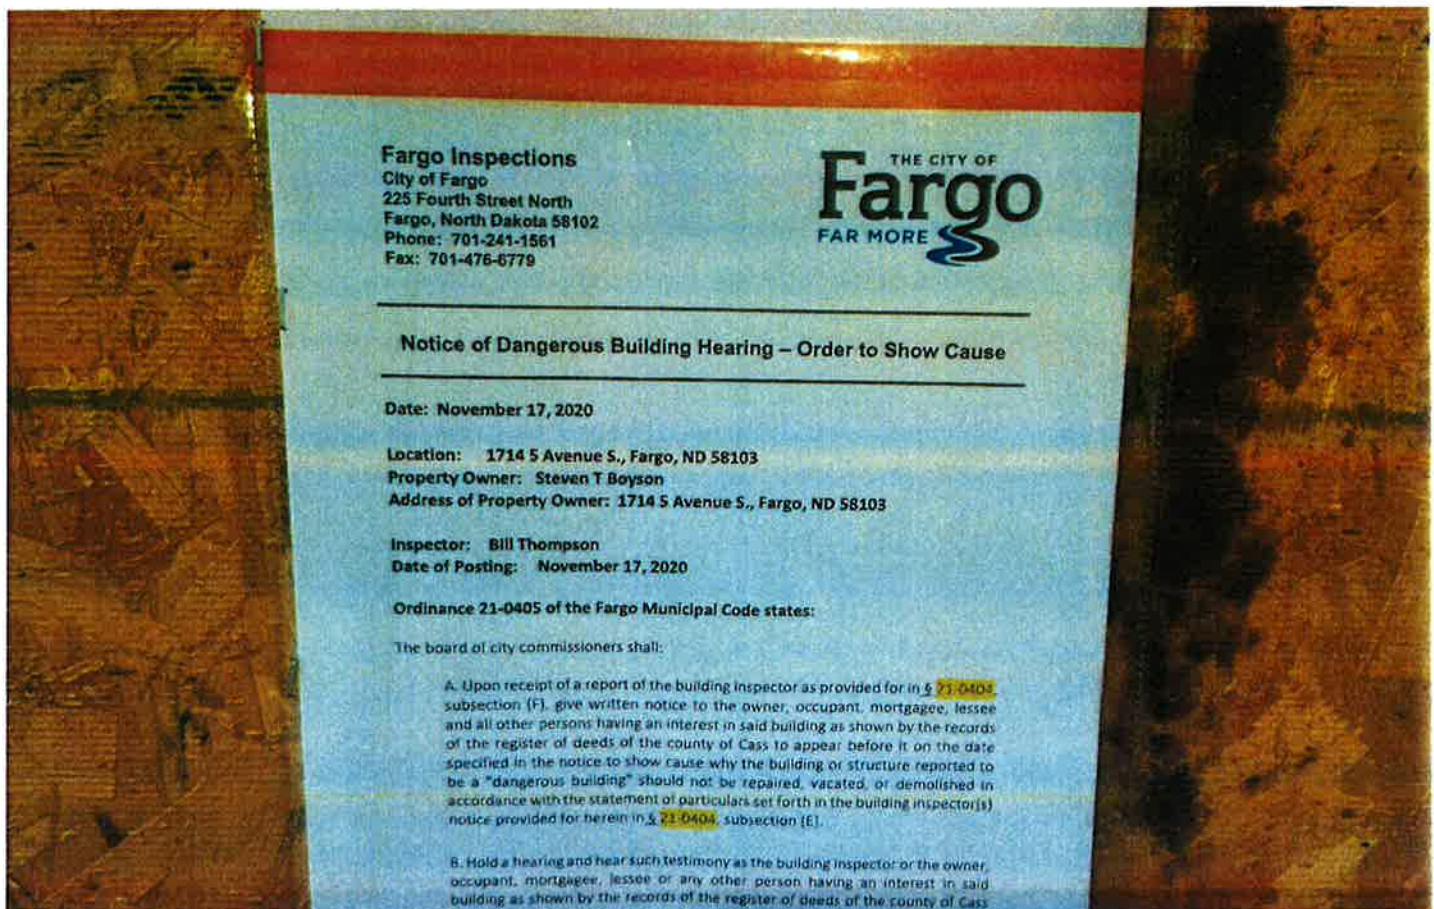 Fargo Inspections
City of Fargo
225 Fourth Street North
Fargo, North Dakota 58102
Phone: 701-241-1561
Fax: 701-476-6779
THE CITY OF
Fargo
FAR MORE
Notice of Dangerous Building Hearing – Order to Show Cause
Date: November 17, 2020
Location: 1714 5 Avenue S., Fargo, ND 58103
Property Owner: Steven T Boyson
Address of Property Owner: 1714 5 Avenue S., Fargo, ND 58103
Inspector: Bill Thompson
Date of Posting: November 17, 2020
Ordinance 21-0405 of the Fargo Municipal Code states:
The board of city commissioners shall:
A. Upon receipt of a report of the building inspector as provided for in § 21-0404,
subsection (F), give written notice to the owner, occupant, mortgagee, lessee
and all other persons having an interest in said building as shown by the records
of the register of deeds of the county of Cass to appear before it on the date
specified in the notice to show cause why the building or structure reported to
be a "dangerous building" should not be repaired, vacated, or demolished in
accordance with the statement of particulars set forth in the building inspector(s)
notice provided for herein in § 21-0404, subsection (E).
B. Hold a hearing and hear such testimony as the building inspector or the owner,
occupant, mortgagee, lessee or any other person having an interest in said
building as shown by the records of the register of deeds of the county of Cass